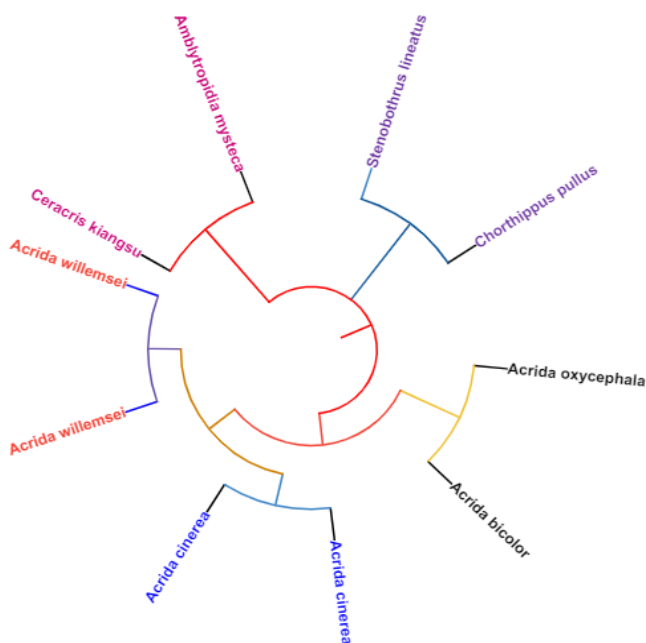 Amblytropidia mysteca
Stenobothrus lineatus
Chorthippus pullus
Ceracris kiangsu
Acrida willemsei
Acrida oxycephala
Acrida willemsei
Acrida bicolor
Acrida cinerea
Acrida cinerea